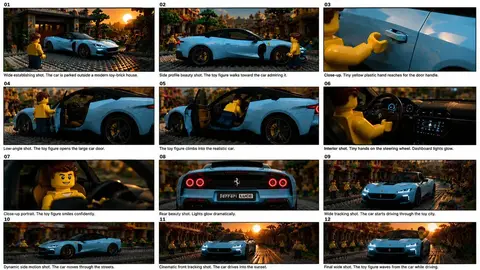 01
Wide establishing shot. The car is parked outside a modern toy-brick house.
02
Side profile beauty shot. The toy figure walks toward the car admiring it.
03
Close-up. Tiny yellow plastic hand reaches for the door handle.
04
Low-angle shot. The toy figure opens the large car door.
05
The toy figure climbs into the realistic car.
06
Interior shot. Tiny hands on the steering wheel. Dashboard lights glow.
07
Close-up portrait. The toy figure smiles confidently.
08
Ferrari
Rear beauty shot. Lights glow dramatically.
09
Wide tracking shot. The car starts driving through the toy city.
10
Dynamic side motion shot. The car moves through the streets.
11
Cinematic front tracking shot. The car drives into the sunset.
12
Final wide shot. The toy figure waves from the car while driving.